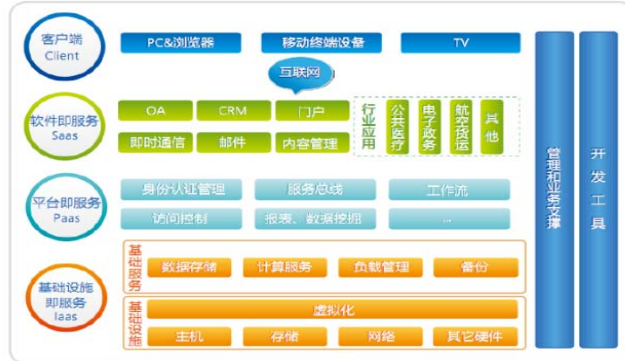 客户端
Client
PC&浏览器
移动终端设备
TV
互联网
软件即服务
Saas
OA
CRM
门户
即时通信
邮件
内容管理
行业应用
公共医疗
电子政务
航空货运
其他
平台即服务
Paas
身份认证管理
服务总线
工作流
访问控制
报表、数据挖掘
...
基础设施
即服务
Iaas
基础服务
数据存储
计算服务
负载管理
备份
基础设施
虚拟化
主机
存储
网络
其它硬件
管理和业务支撑
开发工具